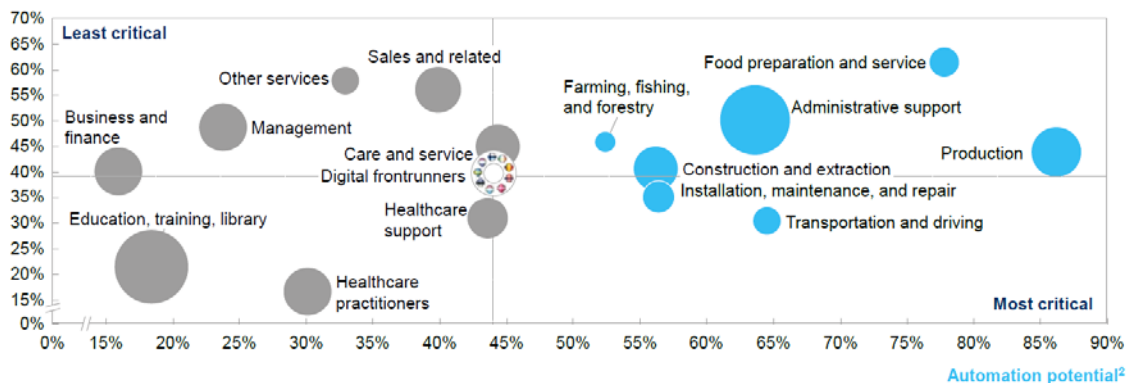 70%
Least critical
65%
60%
55%
50%
45%
40%
35%
30%
25%
20%
15%
0%
Sales and related
Other services
Food preparation and service
Farming, fishing,
and forestry
Administrative support
Business and
finance
Management
Care and service
Digital frontrunners
Production
Construction and extraction
Installation, maintenance, and repair
Education, training, library
Healthcare
support
Transportation and driving
Healthcare
practitioners
Most critical
0% 15% 20% 25% 30% 35% 40% 45% 50% 55% 60% 65% 70% 75% 80% 85% 90%
Automation potential²